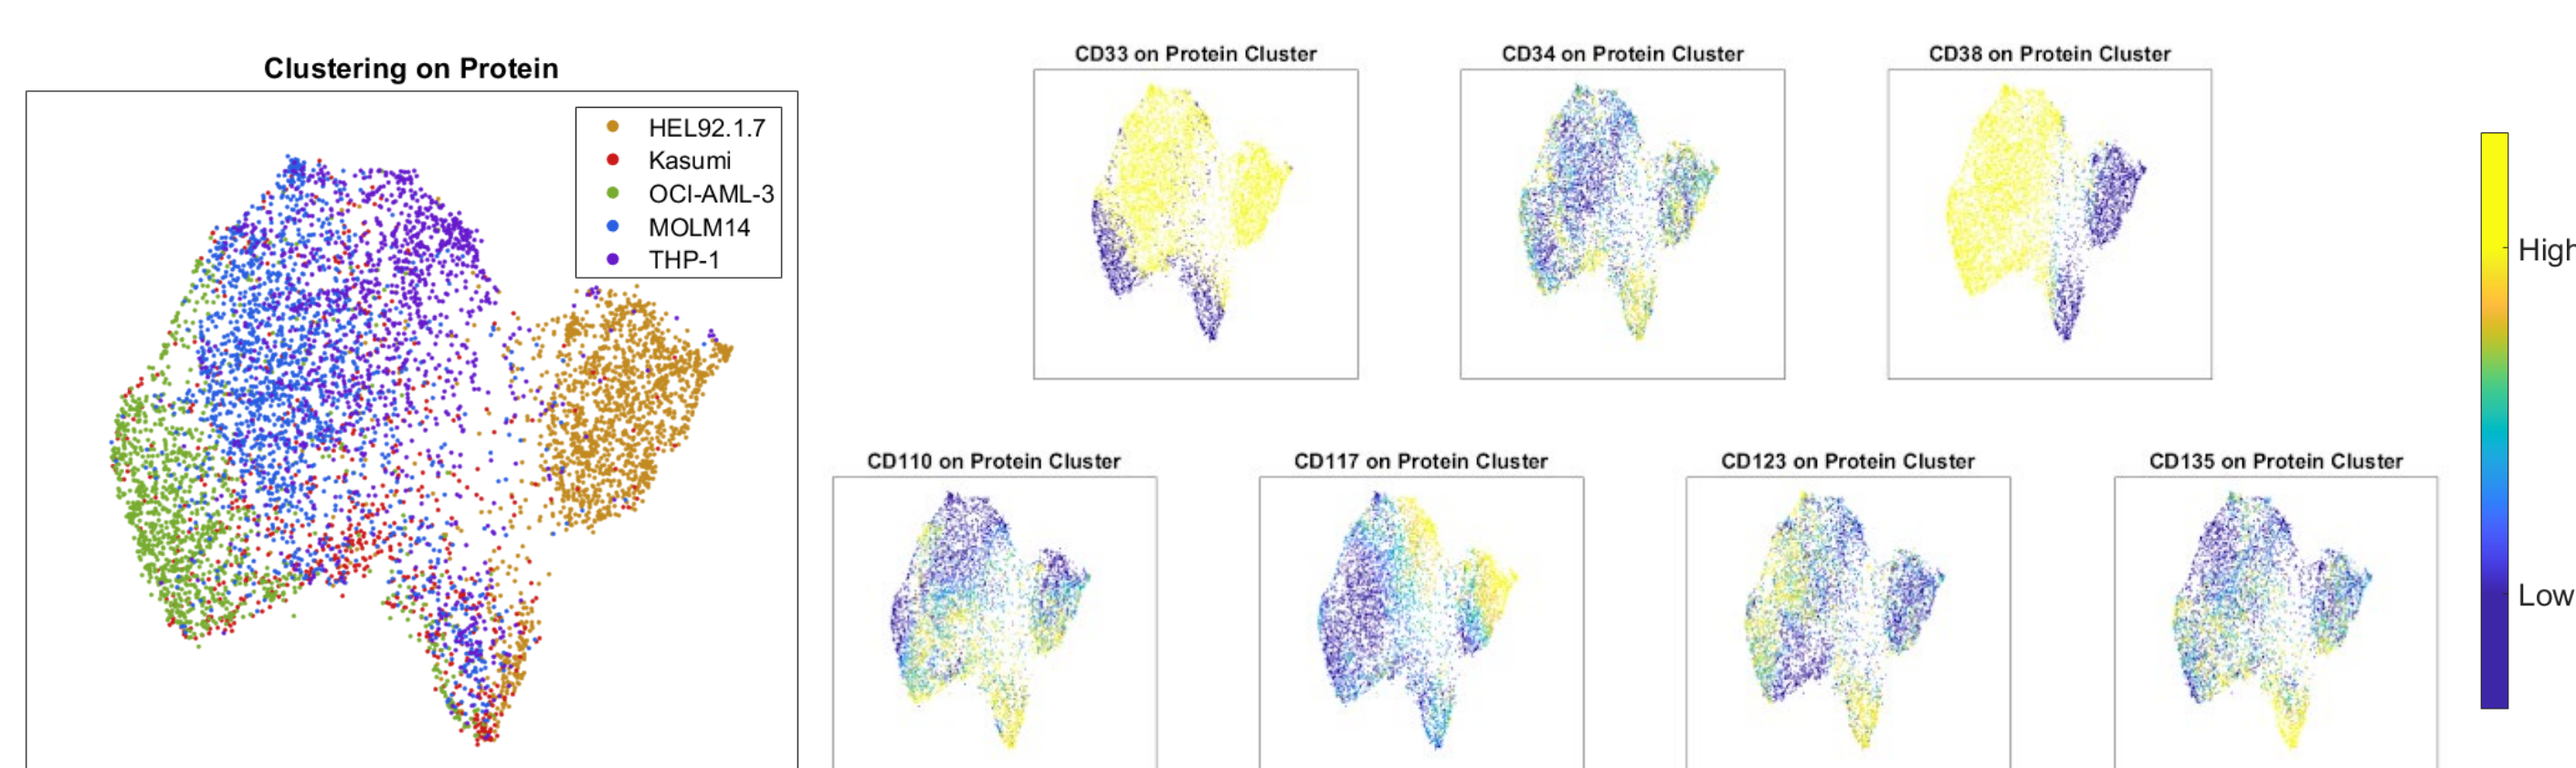 Clustering on Protein
HEL92.1.7
Kasumi
OCI-AML-3
MOLM14
THP-1
CD33 on Protein Cluster
CD34 on Protein Cluster
CD38 on Protein Cluster
CD110 on Protein Cluster
CD117 on Protein Cluster
CD123 on Protein Cluster
CD135 on Protein Cluster
High
Low